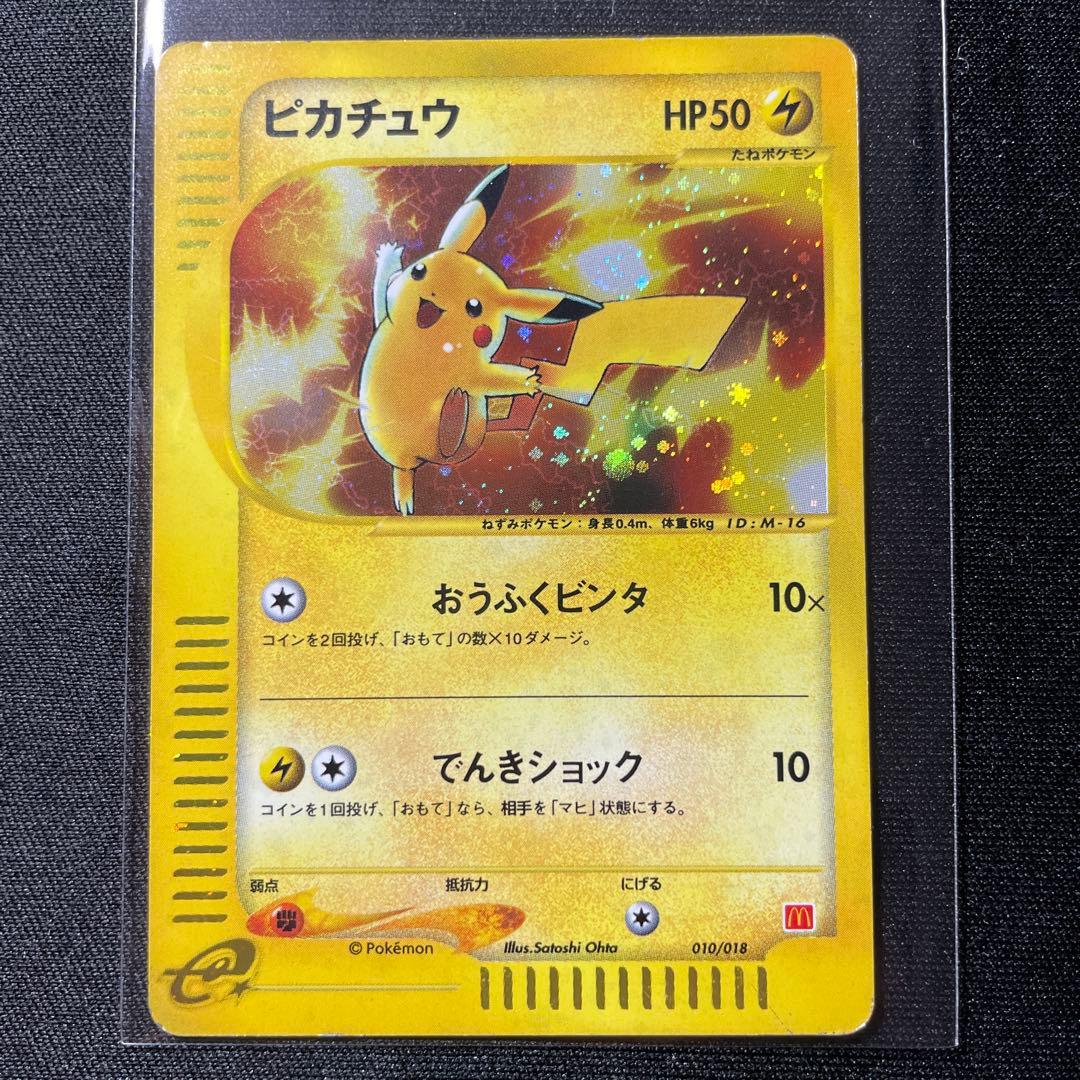 ピカチュウ HP50
たねポケモン
ねずみポケモン：身長0.4m、体重6kg ID:M-16
おうふくビンタ 10×
コインを2回投げ、「おもて」の数×10ダメージ。
でんきショック 10
コインを1回投げ、「おもて」なら、相手を「マヒ」状態にする。
弱点 抵抗力 にげる
©Pokémon Illus.Satoshi Ohta 010/018
e